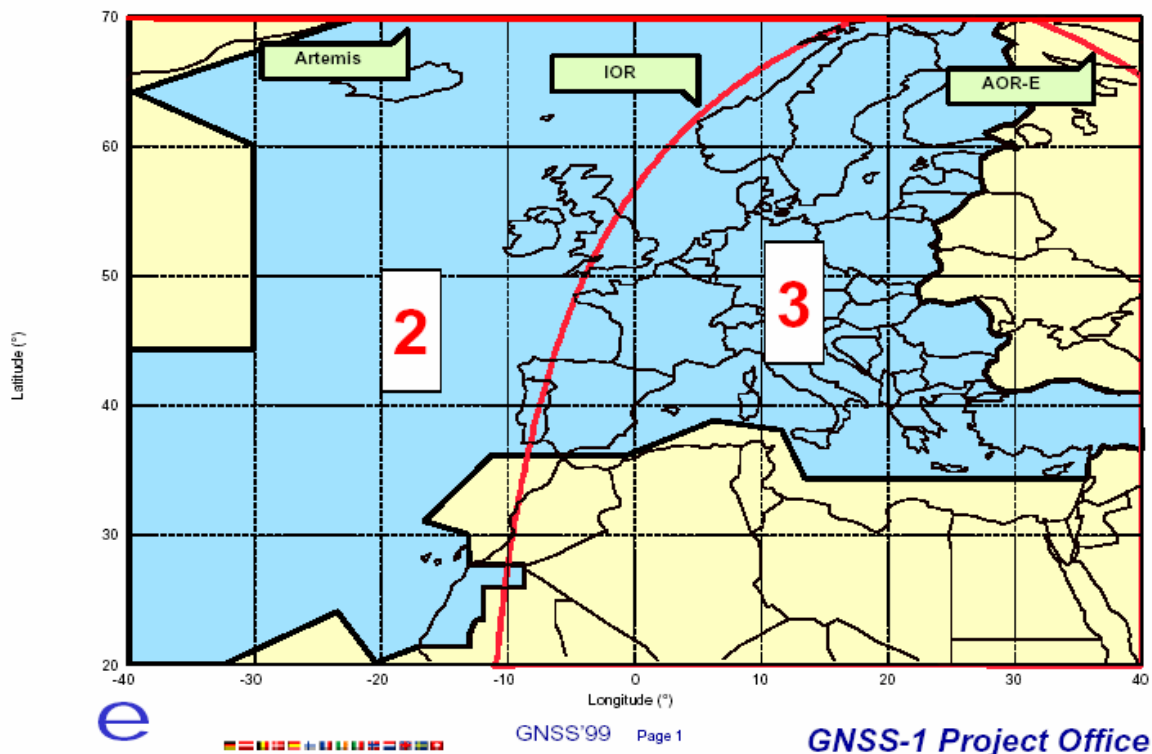 70
Artemis
IOR
AOR-E
60
50
2
3
Latitude (°)
40
30
20
-40 -30 -20 -10 0 10 20 30 40
Longitude (°)
e
GNSS'99 Page 1
GNSS-1 Project Office